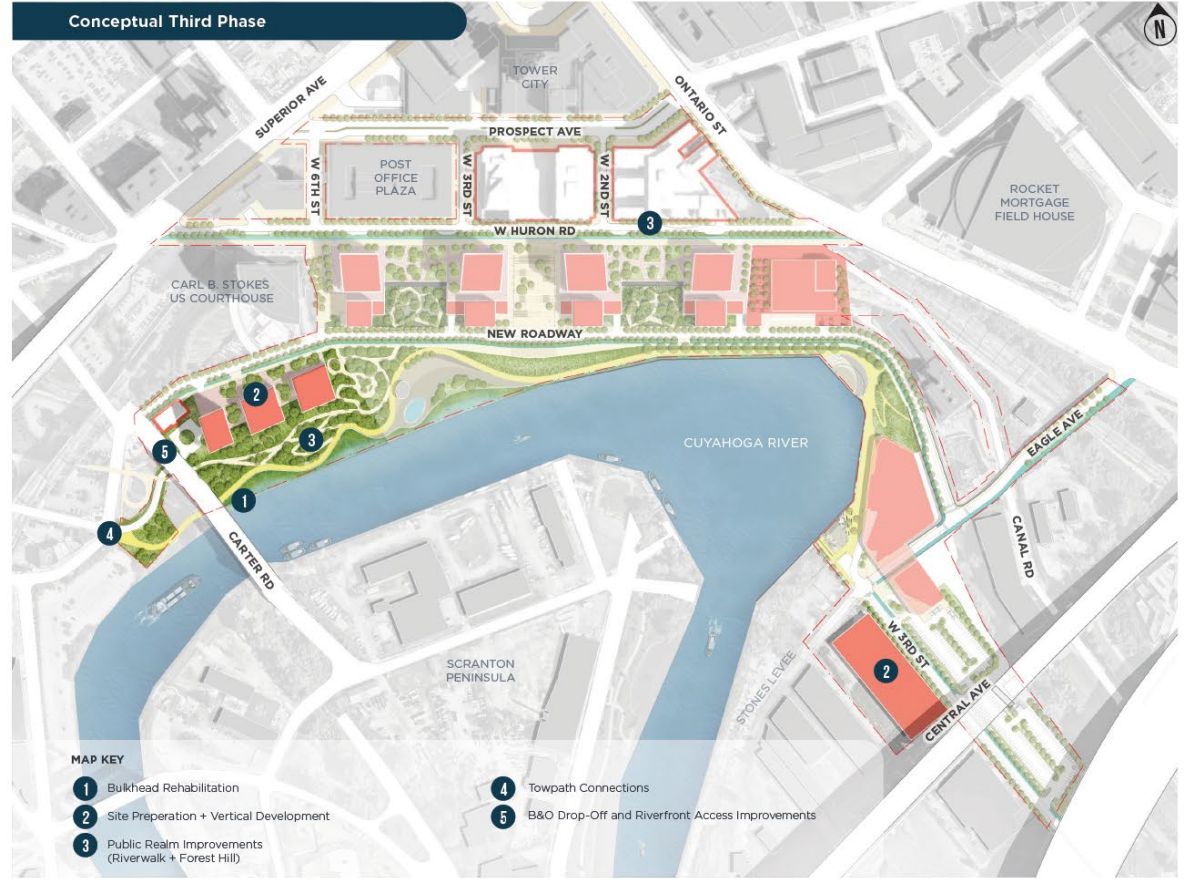 Conceptual Third Phase
N
TOWER
CITY
SUPERIOR AVE
ONTARIO ST
PROSPECT AVE
W 6TH ST
POST
OFFICE
PLAZA
W 3RD ST
W 2ND ST
ROCKET
MORTGAGE
FIELD HOUSE
3
W HURON RD
CARL B. STOKES
US COURTHOUSE
NEW ROADWAY
2
3
CUYAHOGA RIVER
EAGLE AVE
5
1
4
CARTER RD
CANAL RD
W 3RD ST
SCRANTON
PENINSULA
STONES LEVEE
2
CENTRAL AVE
MAP KEY
1 Bulkhead Rehabilitation
2 Site Preperation + Vertical Development
3 Public Realm Improvements
(Riverwalk + Forest Hill)
4 Towpath Connections
5 B&O Drop-Off and Riverfront Access Improvements